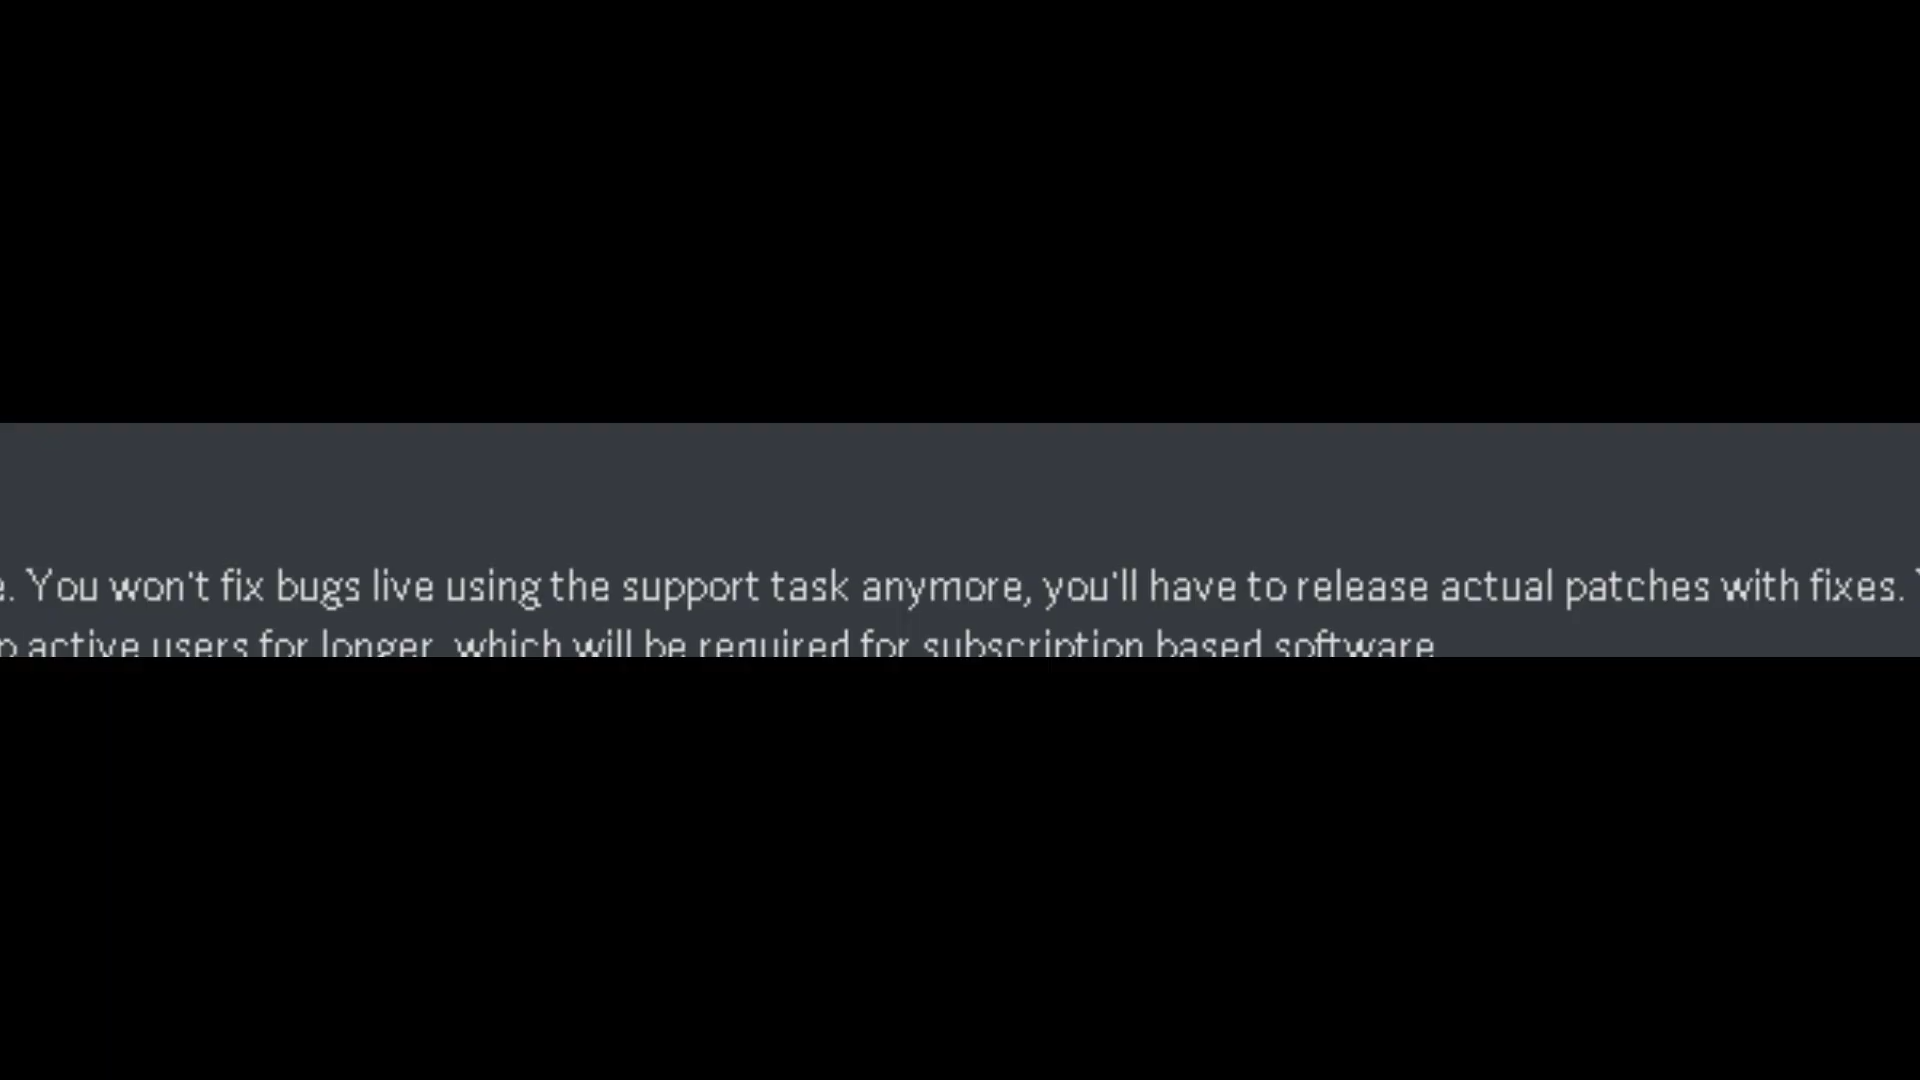 e. You won't fix bugs live using the support task anymore, you'll have to release actual patches with fixes.
active users for longer, which will be required for subscription based software